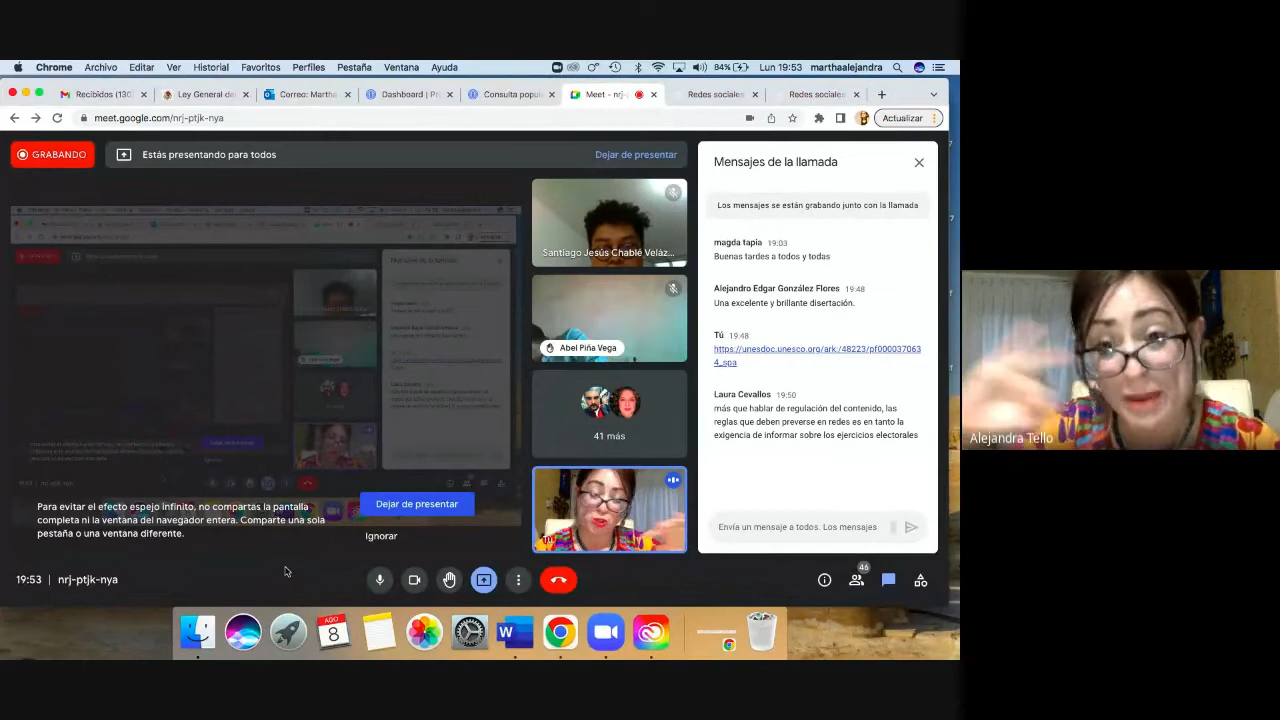 Chrome Archivo Editar Ver Historial Favoritos Perfiles Pestaña Ventana Ayuda 84% Lun 19:53 marthaalejandra
Recibidos (130 Ley General de Correo: Martha Dashboard | Pr Consulta popul Meet - nrj- Redes sociales Redes sociales
meet.google.com/nrj-ptjk-nya Actualizar
GRABANDO
Estás presentando para todos
Dejar de presentar
Santiago Jesús Chablé Veláz...
Abel Piña Vega
41 más
Tú
Para evitar el efecto espejo infinito, no compartas la pantalla
completa ni la ventana del navegador entera. Comparte una sola
pestaña o una ventana diferente.
Dejar de presentar
Ignorar
19:53 | nrj-ptjk-nya
Mensajes de la llamada
Los mensajes se están grabando junto con la llamada
magda tapia 19:03
Buenas tardes a todos y todas
Alejandro Edgar González Flores 19:48
Una excelente y brillante disertación.
Tú 19:48
https://unesdoc.unesco.org/ark:/48223/pf000037063
4_spa
Laura Cevallos 19:50
más que hablar de regulación del contenido, las
reglas que deben preverse en redes es en tanto la
exigencia de informar sobre los ejercicios electorales
Envía un mensaje a todos. Los mensajes
46
AGO
8
Alejandra Tello